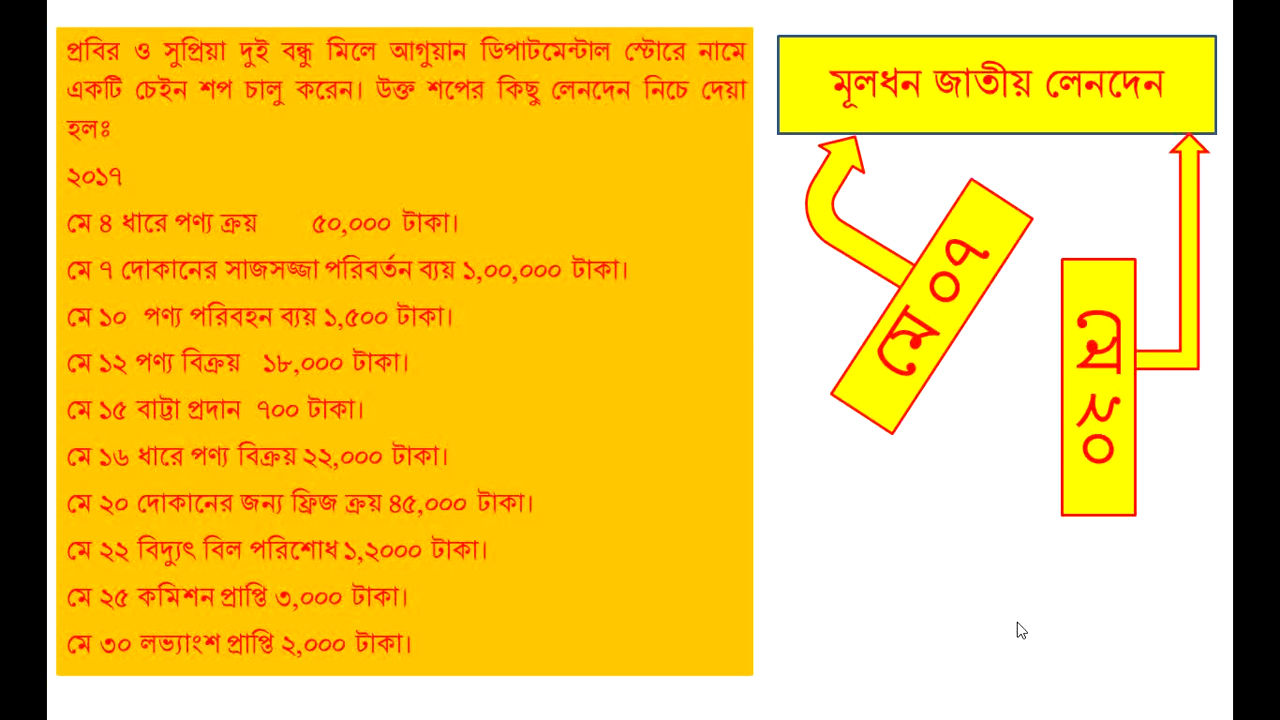 প্রবির ও সুপ্রিয়া দুই বন্ধু মিলে আগুয়ান ডিপাটমেন্টাল স্টোরে নামে
একটি চেইন শপ চালু করেন। উক্ত শপের কিছু লেনদেন নিচে দেয়া
হলঃ
২০১৭
মে ৪ ধারে পণ্য ক্রয় ৫০,০০০ টাকা।
মে ৭ দোকানের সাজসজ্জা পরিবর্তন ব্যয় ১,০০,০০০ টাকা।
মে ১০ পণ্য পরিবহন ব্যয় ১,৫০০ টাকা।
মে ১২ পণ্য বিক্রয় ১৮,০০০ টাকা।
মে ১৫ বাট্টা প্রদান ৭০০ টাকা।
মে ১৬ ধারে পণ্য বিক্রয় ২২,০০০ টাকা।
মে ২০ দোকানের জন্য ফ্রিজ ক্রয় ৪৫,০০০ টাকা।
মে ২২ বিদ্যুৎ বিল পরিশোধ ১,২০০০ টাকা।
মে ২৫ কমিশন প্রাপ্তি ৩,০০০ টাকা।
মে ৩০ লভ্যাংশ প্রাপ্তি ২,০০০ টাকা।
মূলধন জাতীয় লেনদেন
মে ০৭
মে ২০